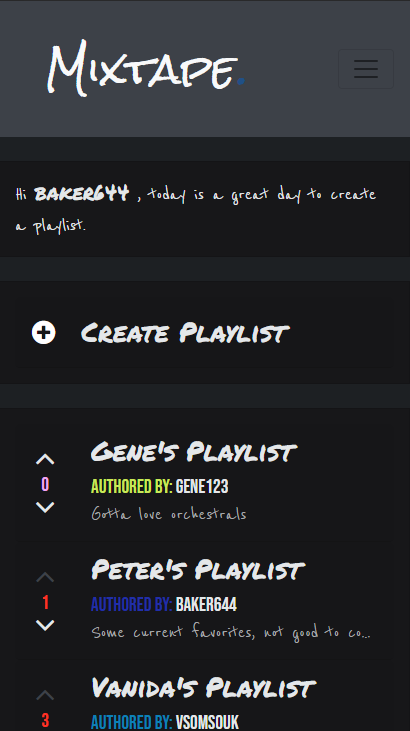 Mixtape.
Hi baker644 , today is a great day to create
a playlist.
Create Playlist
Gene's Playlist
0
AUTHORED BY: GENE123
Gotta love orchestrals
Peter's Playlist
1
AUTHORED BY: BAKER644
Some current favorites, not good to co...
Vanida's Playlist
3
AUTHORED BY: VSOMSOUK